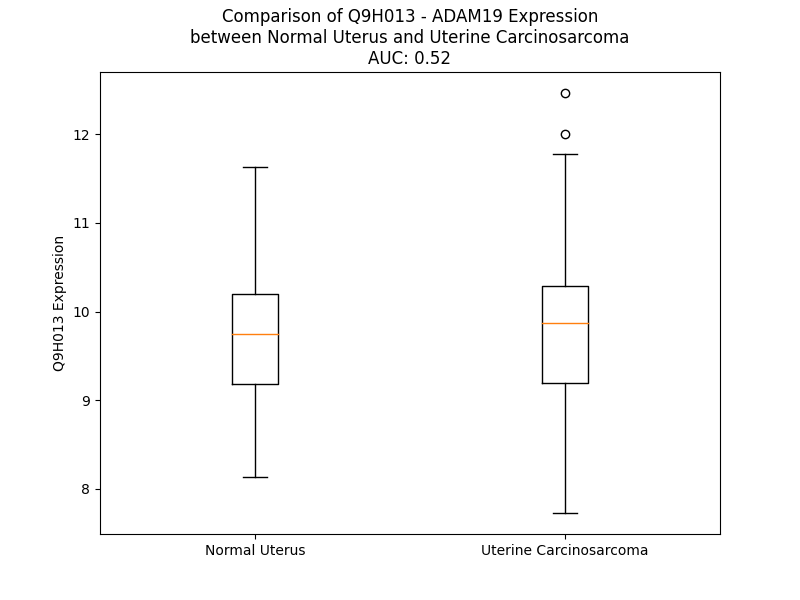 Comparison of Q9H013 - ADAM19 Expression
between Normal Uterus and Uterine Carcinosarcoma
AUC: 0.52
12
11
10
9
8
Q9H013 Expression
Normal Uterus
Uterine Carcinosarcoma